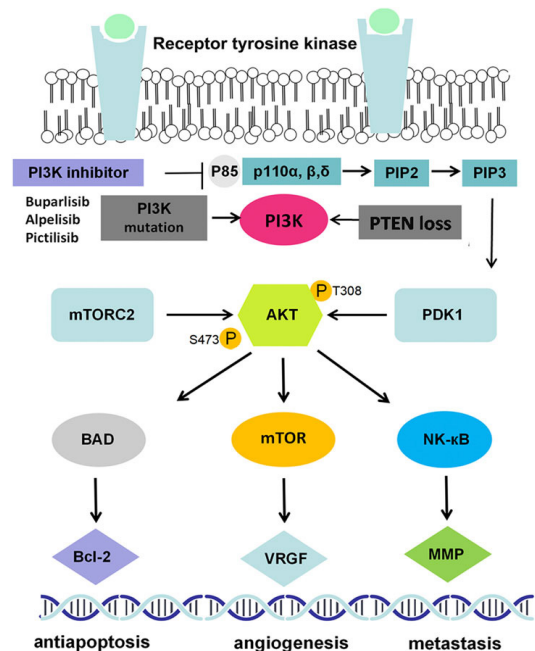 Receptor tyrosine kinase
PI3K inhibitor
P85
p110α, β,δ
PIP2
PIP3
Buparlisib
Alpelisib
Pictilisib
PI3K
mutation
PI3K
PTEN loss
mTORC2
AKT
P
T308
S473
P
PDK1
BAD
mTOR
NK-κB
Bcl-2
VRGF
MMP
antiapoptosis
angiogenesis
metastasis